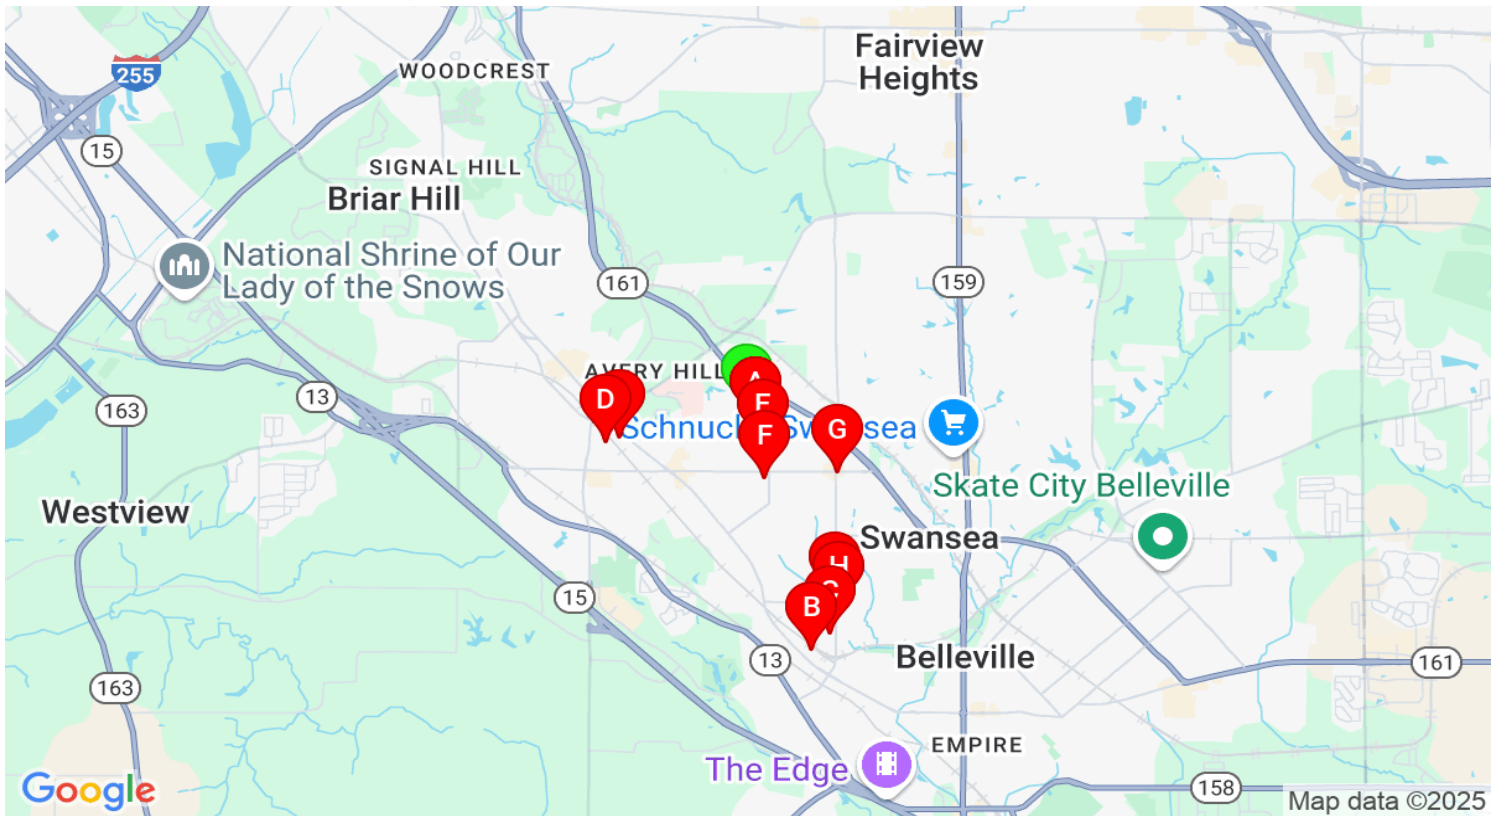 Fairview
Heights
WOODCREST
255
15
SIGNAL HILL
Briar Hill
National Shrine of Our
Lady of the Snows
161
159
AVERY HILL
A
13
D
E
163
F
G
Skate City Belleville
Westview
Swansea
H
15
B
Belleville
13
161
163
EMPIRE
The Edge
158
Google
Map data ©2025